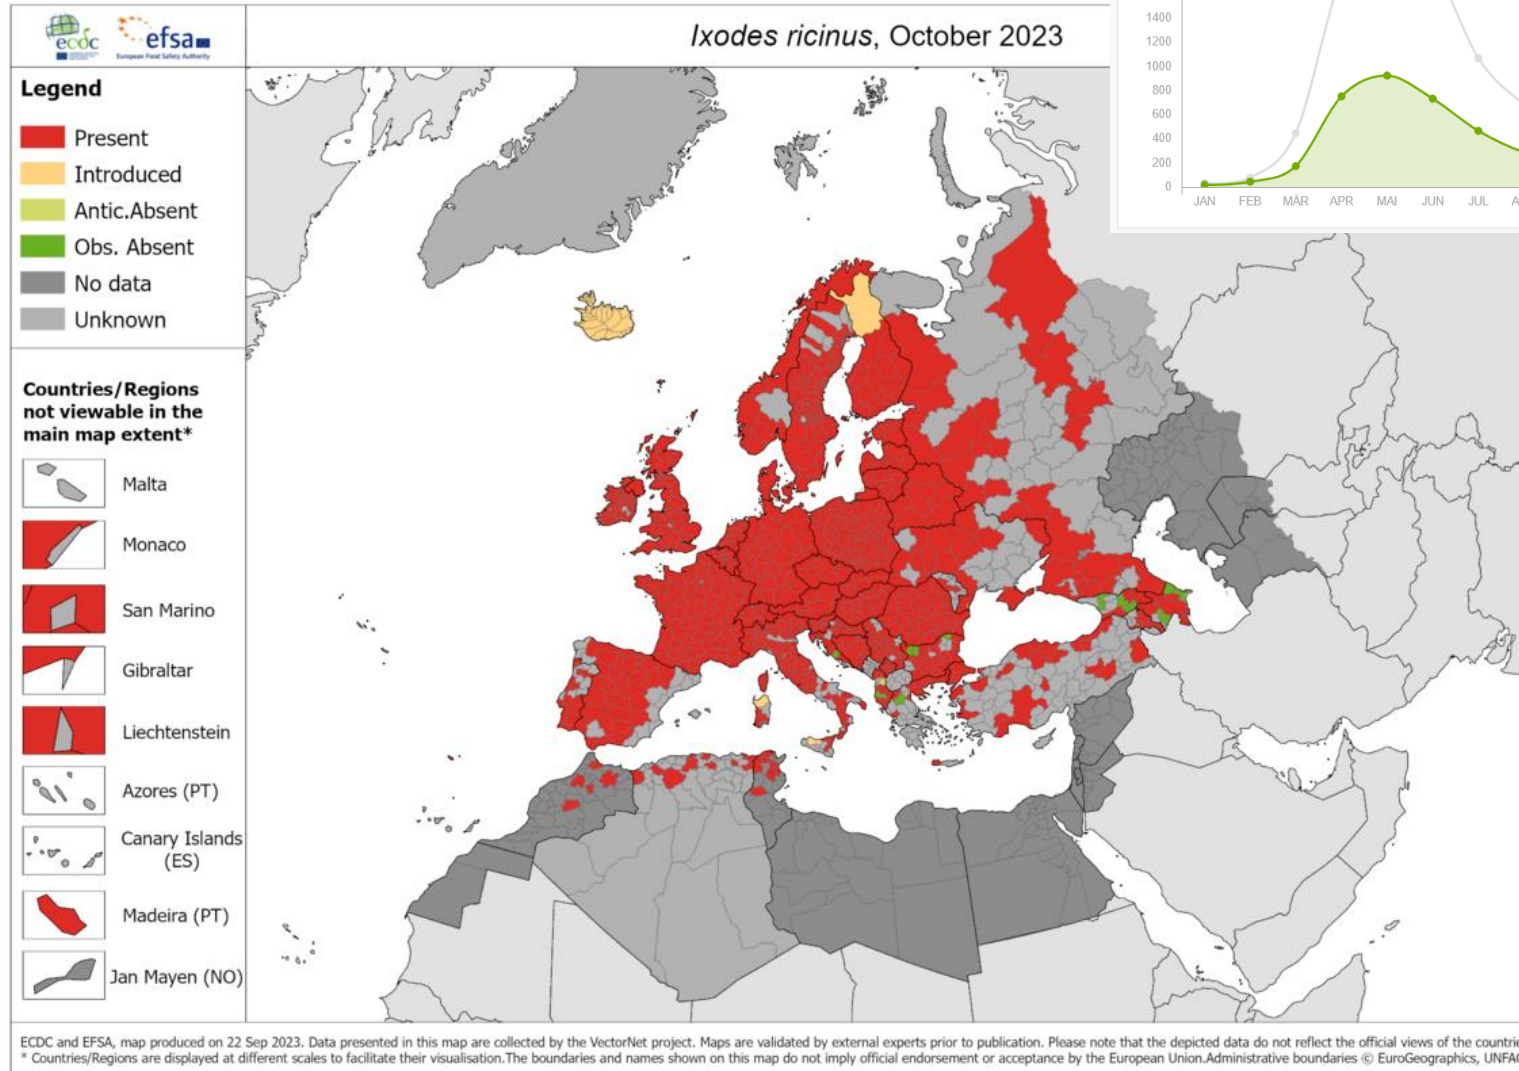 ecdc
efsa
European Food Safety Authority
Ixodes ricinus, October 2023
Legend
Present
Introduced
Antic.Absent
Obs. Absent
No data
Unknown
Countries/Regions
not viewable in the
main map extent*
Malta
Monaco
San Marino
Gibraltar
Liechtenstein
Azores (PT)
Canary Islands
(ES)
Madeira (PT)
Jan Mayen (NO)
1400
1200
1000
800
600
400
200
0
JAN FEB MÄR APR MAI JUN JUL A
ECDC and EFSA, map produced on 22 Sep 2023. Data presented in this map are collected by the VectorNet project. Maps are validated by external experts prior to publication. Please note that the depicted data do not reflect the official views of the countrie
* Countries/Regions are displayed at different scales to facilitate their visualisation.The boundaries and names shown on this map do not imply official endorsement or acceptance by the European Union.Administrative boundaries © EuroGeographics, UNFAO